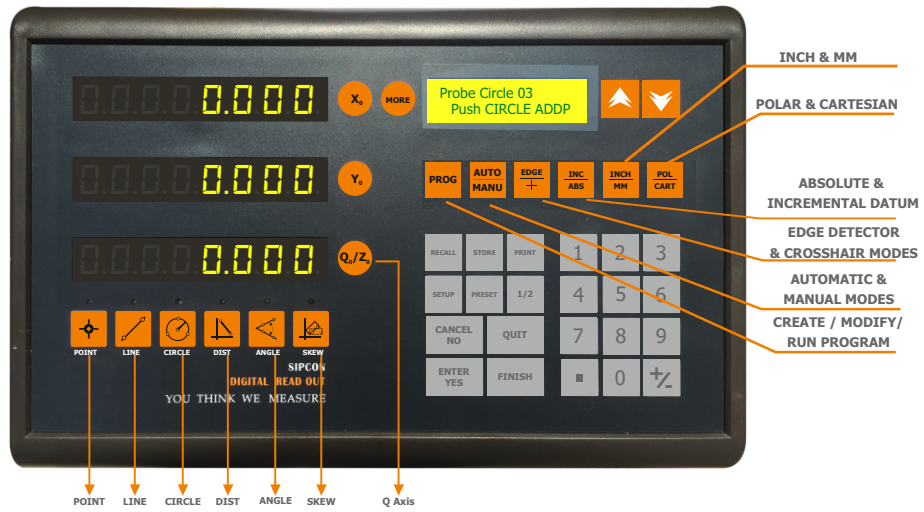 0.000
X₀
MORE
Probe Circle 03
Push CIRCLE ADDP
INCH & MM
POLAR & CARTESIAN
0.000
Y₀
PROG
AUTO
MANU
EDGE
INC
ABS
INCH
MM
POL
CART
ABSOLUTE &
INCREMENTAL DATUM
EDGE DETECTOR
& CROSSHAIR MODES
AUTOMATIC &
MANUAL MODES
CREATE / MODIFY/
RUN PROGRAM
0.000
Q₀/Z₀
RECALL STORE PRINT 1 2 3
SETUP PRESET 1/2 4 5 6
CANCEL
NO
QUIT
7 8 9
ENTER
YES
FINISH
. 0 +/-
POINT LINE CIRCLE DIST ANGLE SKEW
SIPCON
DIGITAL READ OUT
YOU THINK WE MEASURE
POINT LINE CIRCLE DIST ANGLE SKEW Q Axis